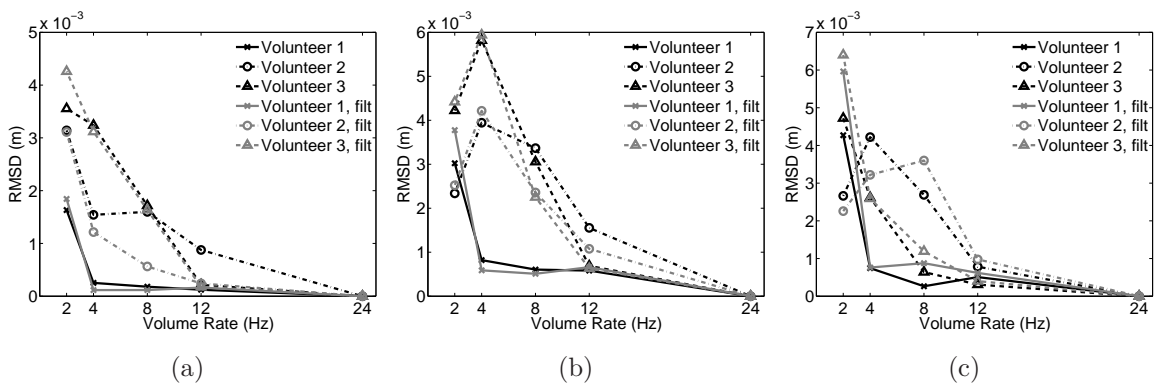 5 x 10⁻³
4
3
2
1
0
RMSD (m)
2 4 8 12 24
Volume Rate (Hz)
Volunteer 1
Volunteer 2
Volunteer 3
Volunteer 1, filt
Volunteer 2, filt
Volunteer 3, filt
(a)
6 x 10⁻³
5
4
3
2
1
0
RMSD (m)
2 4 8 12 24
Volume Rate (Hz)
Volunteer 1
Volunteer 2
Volunteer 3
Volunteer 1, filt
Volunteer 2, filt
Volunteer 3, filt
(b)
7 x 10⁻³
6
5
4
3
2
1
0
RMSD (m)
2 4 8 12 24
Volume Rate (Hz)
Volunteer 1
Volunteer 2
Volunteer 3
Volunteer 1, filt
Volunteer 2, filt
Volunteer 3, filt
(c)